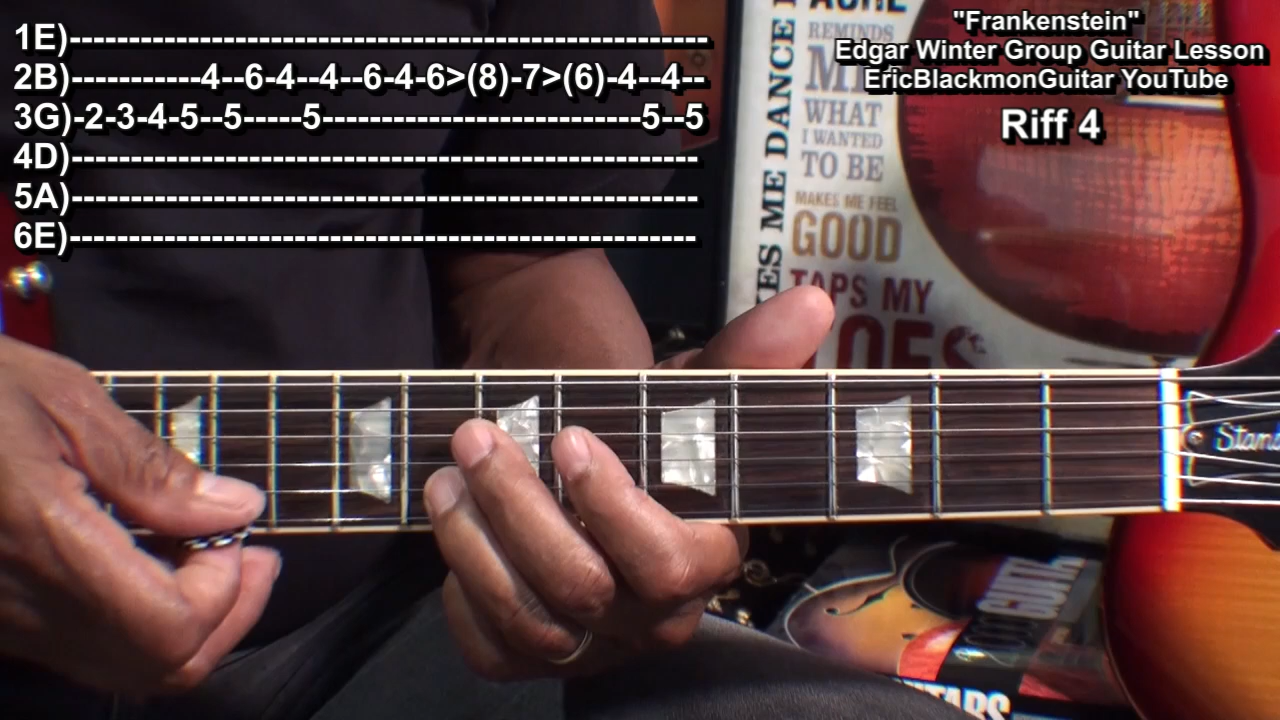 1E)-------------------------------------------------------
2B)-----------4--6-4--4--6-4-6>(8)-7>(6)-4--4--
3G)-2-3-4-5--5-----5---------------------------5--5
4D)------------------------------------------------------
5A)------------------------------------------------------
6E)------------------------------------------------------
"Frankenstein"
Edgar Winter Group Guitar Lesson
EricBlackmonGuitar YouTube
Riff 4
REMINDS
WHAT
I WANTED
TO BE
MAKES ME FEEL
GOOD
TAPS MY
TOES
ME DANCE